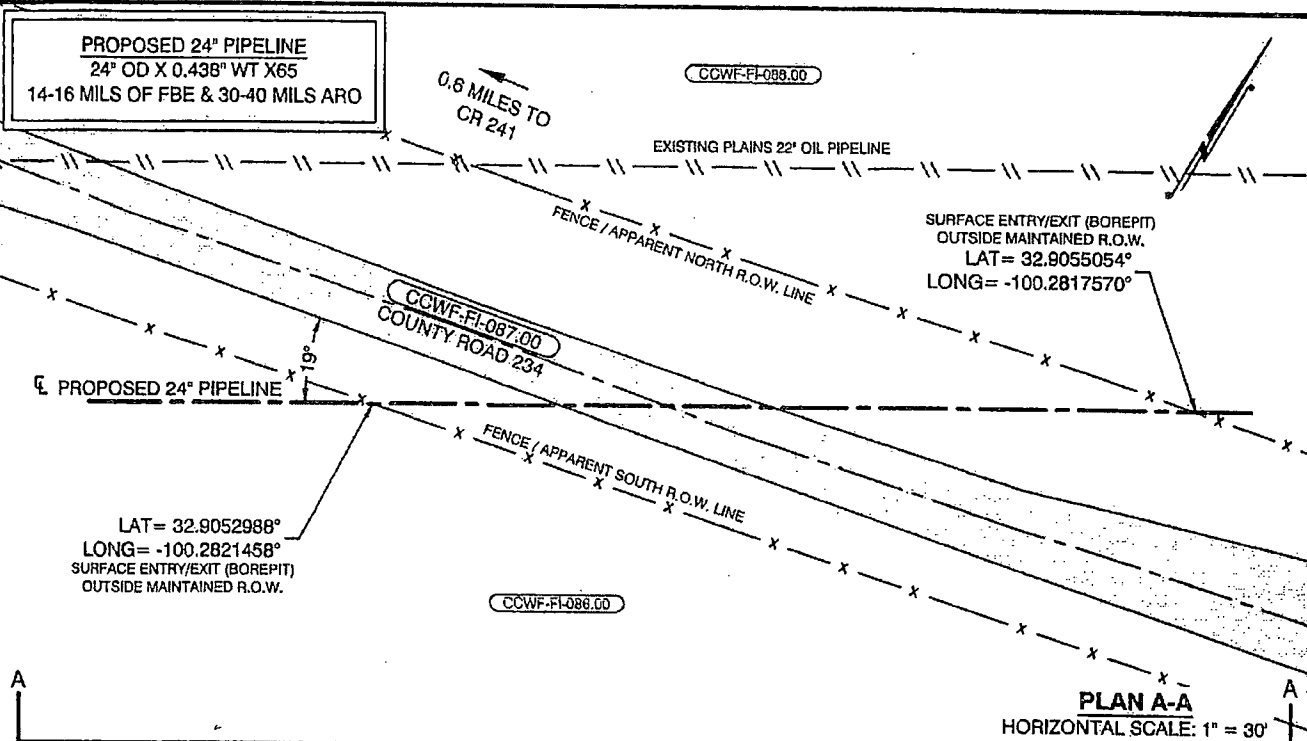 PROPOSED 24" PIPELINE
24" OD X 0.438" WT X65
14-16 MILS OF FBE & 30-40 MILS ARO
0.6 MILES TO
CR 241
CCWF-FI-088.00
EXISTING PLAINS 22" OIL PIPELINE
N
FENCE / APPARENT NORTH R.O.W. LINE
SURFACE ENTRY/EXIT (BOREPIT)
OUTSIDE MAINTAINED R.O.W.
LAT= 32.9055054°
LONG= -100.2817570°
CCWF-FI-087.00
COUNTY ROAD 234
19°
℄ PROPOSED 24" PIPELINE
FENCE / APPARENT SOUTH R.O.W. LINE
LAT= 32.9052988°
LONG= -100.2821458°
SURFACE ENTRY/EXIT (BOREPIT)
OUTSIDE MAINTAINED R.O.W.
CCWF-FI-086.00
A
A
PLAN A-A
HORIZONTAL SCALE: 1" = 30'